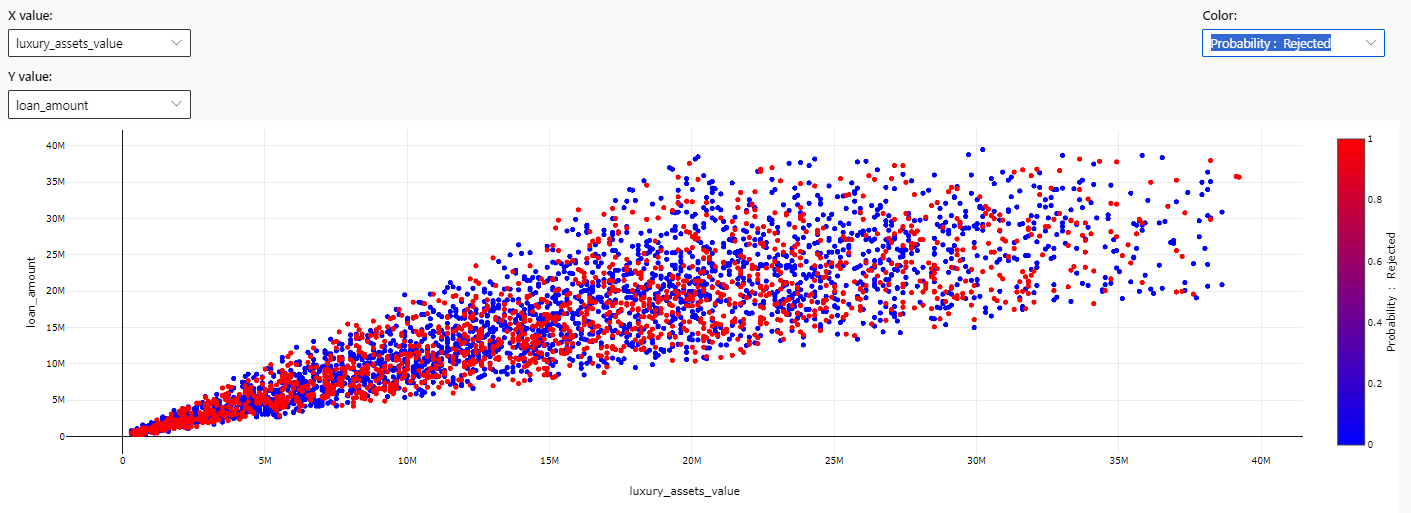 X value:
Color:
luxury_assets_value
Probability : Rejected
Y value:
loan_amount
40M
35M
30M
25M
20M
15M
10M
5M
0
loan_amount
0
5M
10M
15M
20M
25M
30M
35M
40M
luxury_assets_value
1
0.8
0.6
0.4
0.2
0
Probability : Rejected